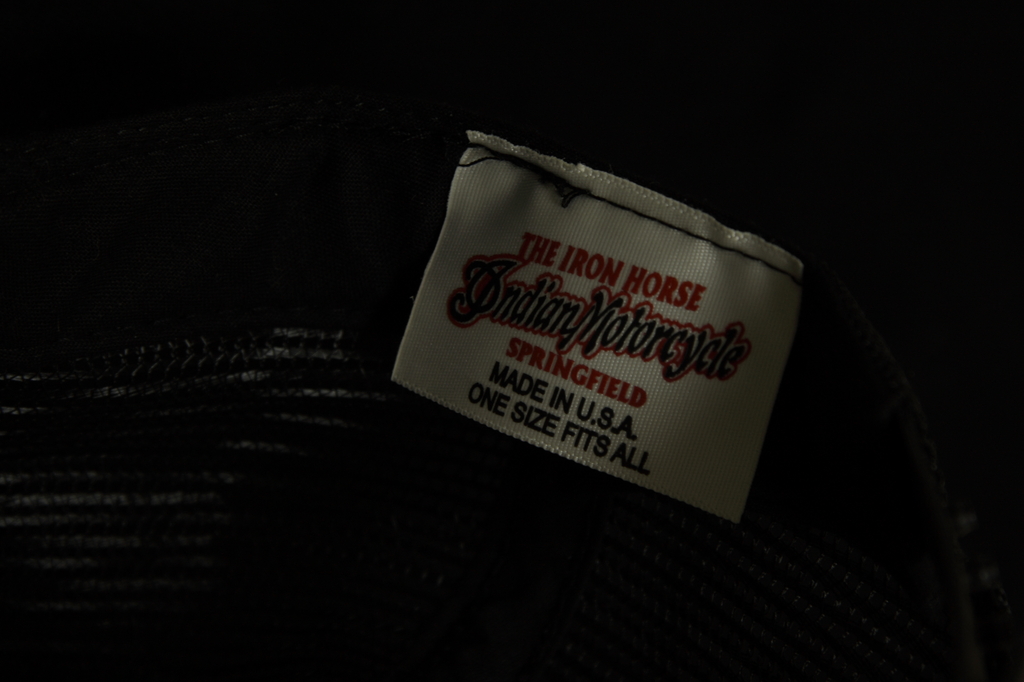 THE IRON HORSE
Indian Motorcycle
SPRINGFIELD
MADE IN U.S.A.
ONE SIZE FITS ALL